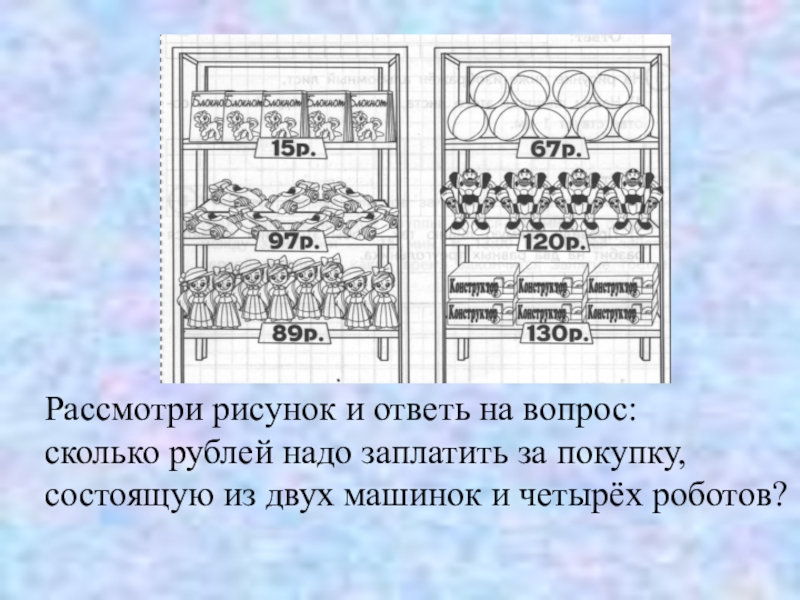 Блокнот Блокнот Блокнот Блокнот Блокнот
15р.
97р.
89р.
67р.
120р.
Конструктор Конструктор Конструктор
Конструктор Конструктор Конструктор
130р.
Рассмотри рисунок и ответь на вопрос:
сколько рублей надо заплатить за покупку,
состоящую из двух машинок и четырёх роботов?